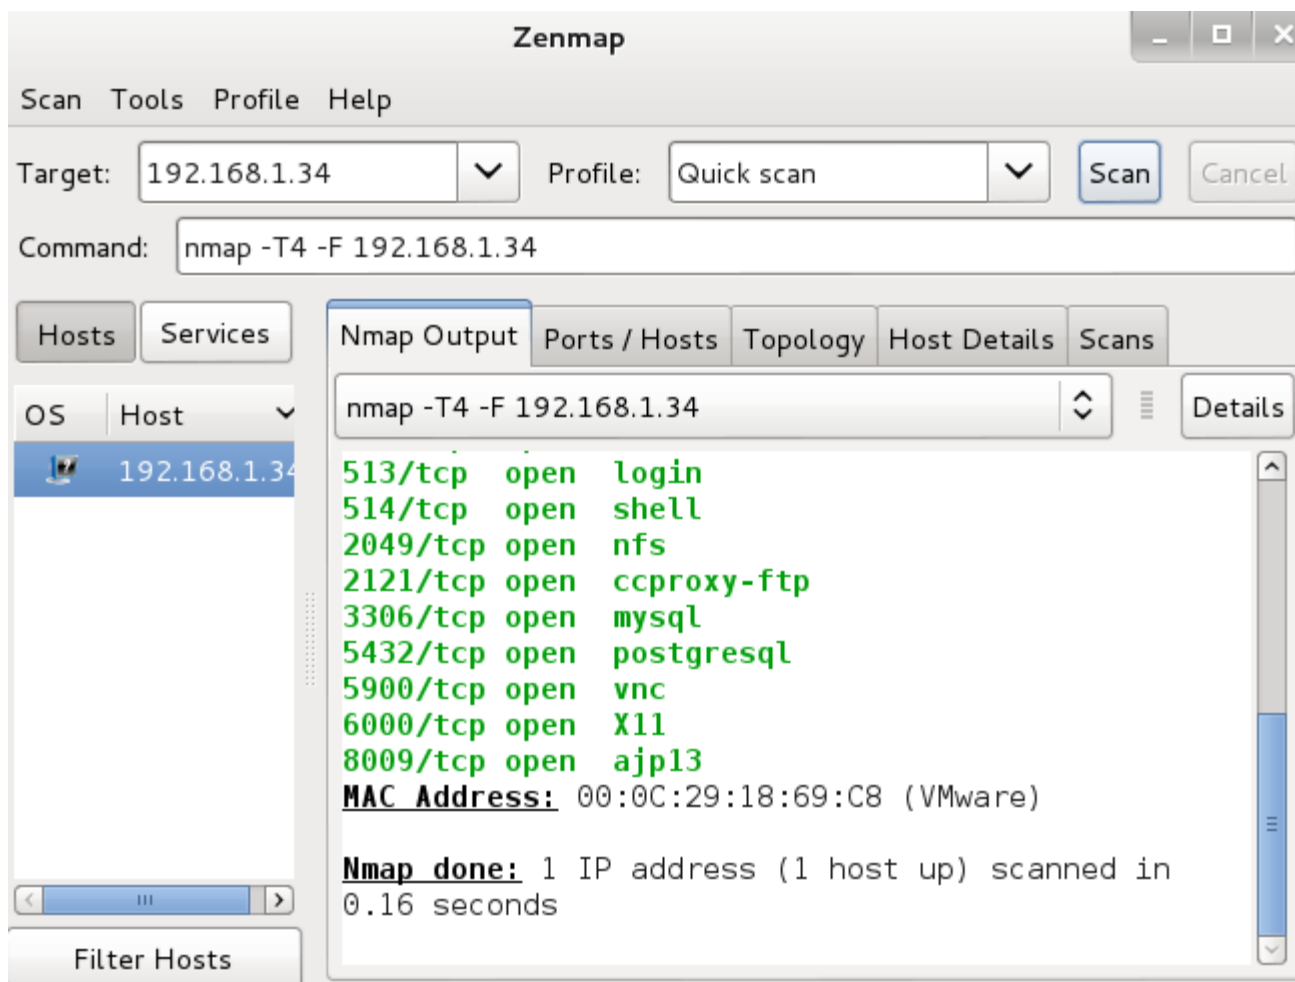 Zenmap
Scan Tools Profile Help
Target: 192.168.1.34 Profile: Quick scan Scan Cancel
Command: nmap -T4 -F 192.168.1.34
Hosts Services
Nmap Output Ports / Hosts Topology Host Details Scans
OS Host
nmap -T4 -F 192.168.1.34 Details
192.168.1.34
513/tcp open login
514/tcp open shell
2049/tcp open nfs
2121/tcp open ccproxy-ftp
3306/tcp open mysql
5432/tcp open postgresql
5900/tcp open vnc
6000/tcp open X11
8009/tcp open ajp13
MAC Address: 00:0C:29:18:69:C8 (VMware)
Nmap done: 1 IP address (1 host up) scanned in
0.16 seconds
Filter Hosts